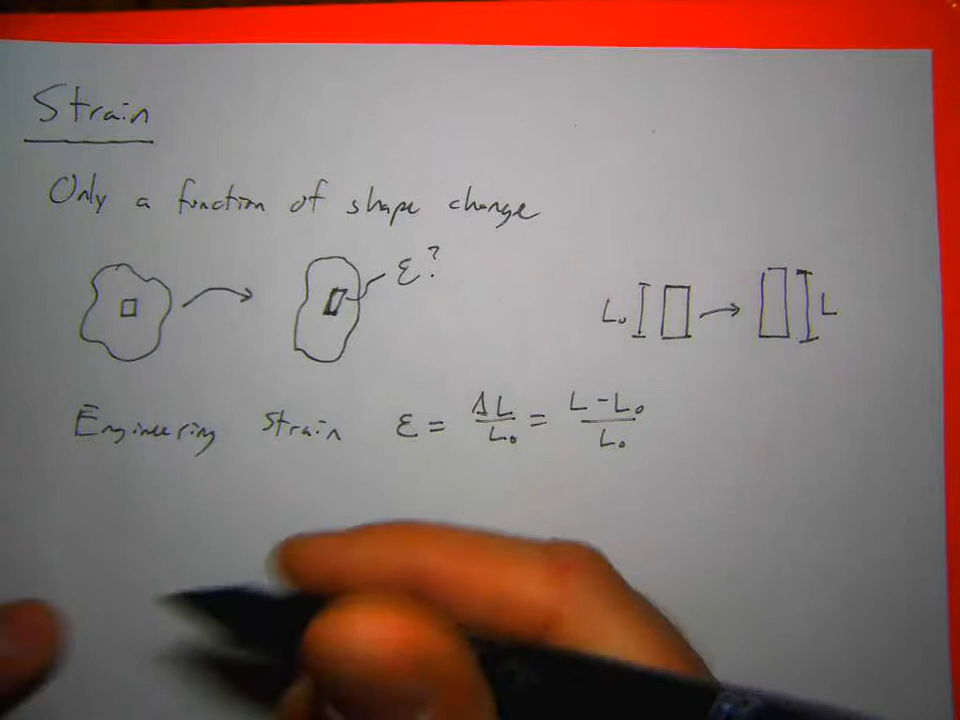 Strain
Only a function of shape change
ε?
L₀ L
Engineering Strain ε = ΔL/L₀ = L-L₀/L₀